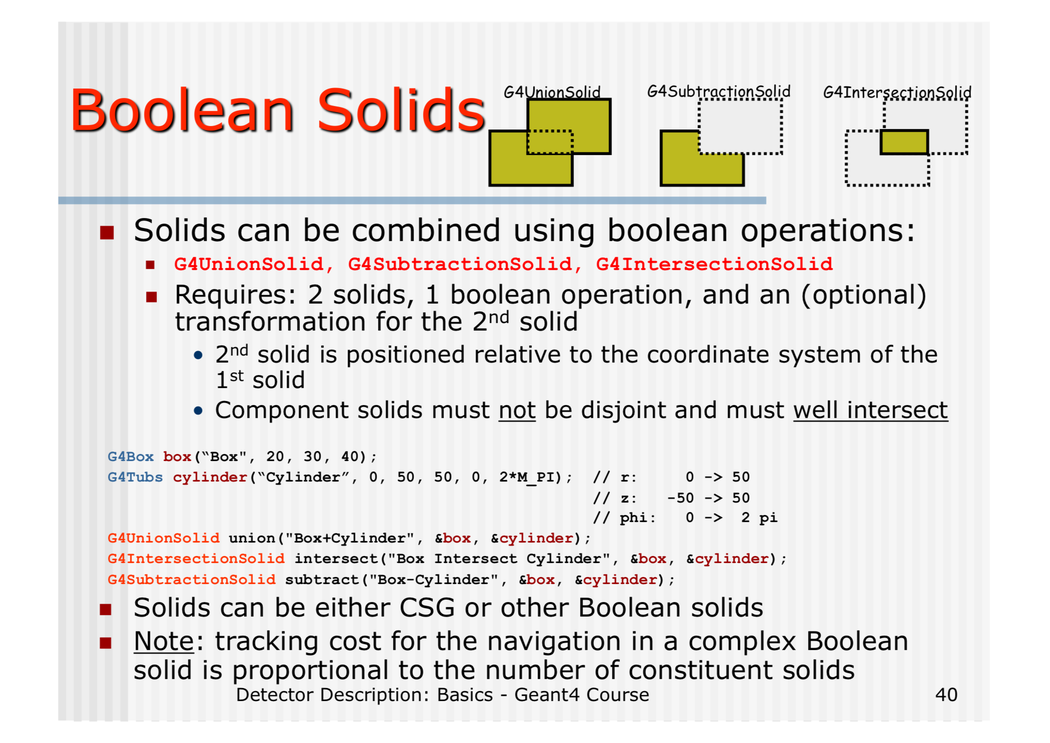 Boolean Solids
G4UnionSolid
G4SubtractionSolid
G4IntersectionSolid
Solids can be combined using boolean operations:
G4UnionSolid, G4SubtractionSolid, G4IntersectionSolid
Requires: 2 solids, 1 boolean operation, and an (optional)
transformation for the 2nd solid
• 2nd solid is positioned relative to the coordinate system of the
1st solid
• Component solids must not be disjoint and must well intersect
G4Box box(“Box", 20, 30, 40);
G4Tubs cylinder(“Cylinder”, 0, 50, 50, 0, 2*M_PI); // r: 0 -> 50
// z: -50 -> 50
// phi: 0 -> 2 pi
G4UnionSolid union("Box+Cylinder", &box, &cylinder);
G4IntersectionSolid intersect("Box Intersect Cylinder", &box, &cylinder);
G4SubtractionSolid subtract("Box-Cylinder", &box, &cylinder);
Solids can be either CSG or other Boolean solids
Note: tracking cost for the navigation in a complex Boolean
solid is proportional to the number of constituent solids
Detector Description: Basics - Geant4 Course 40